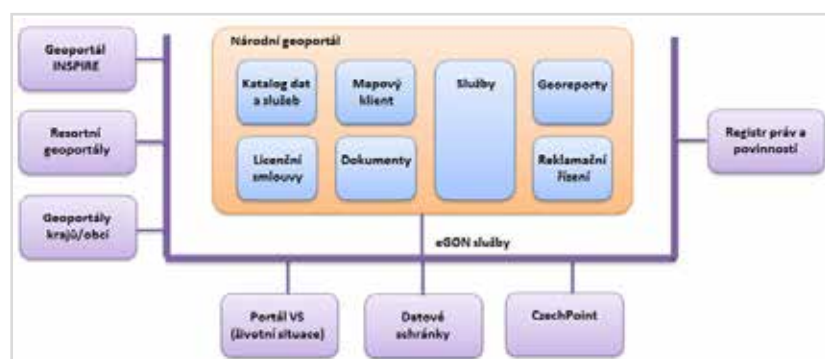 Národní geoportál
Geoportál
INSPIRE
Resortní
geoportály
Geoportály
krajů/obcí
Katalog dat
a služeb
Mapový
klient
Služby
Georeporty
Licenční
smlouvy
Dokumenty
Reklamační
řízení
Registr práv a
povinností
eGON služby
Portál VS
(životní situace)
Datové
schránky
CzechPoint